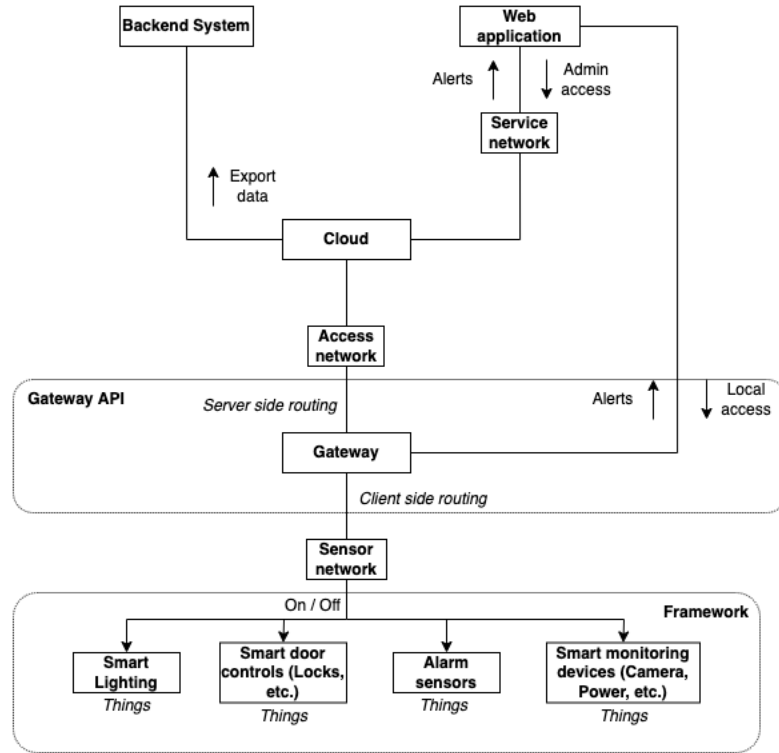 Backend System
Web
application
Alerts
Admin
access
Service
network
Export
data
Cloud
Access
network
Gateway API
Server side routing
Alerts
Local
access
Gateway
Client side routing
Sensor
network
On / Off
Framework
Smart
Lighting
Things
Smart door
controls (Locks,
etc.)
Things
Alarm
sensors
Things
Smart monitoring
devices (Camera,
Power, etc.)
Things